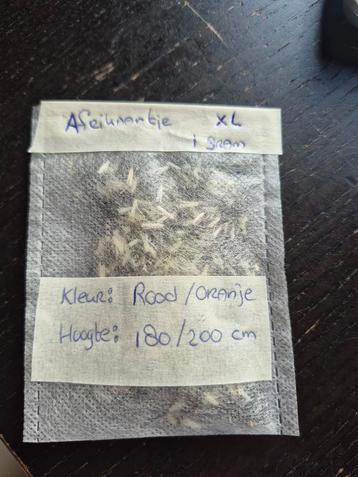 Afrikaantje XL
1 gram
Kleur: Rood/oranje
Hoogte: 180/200 cm